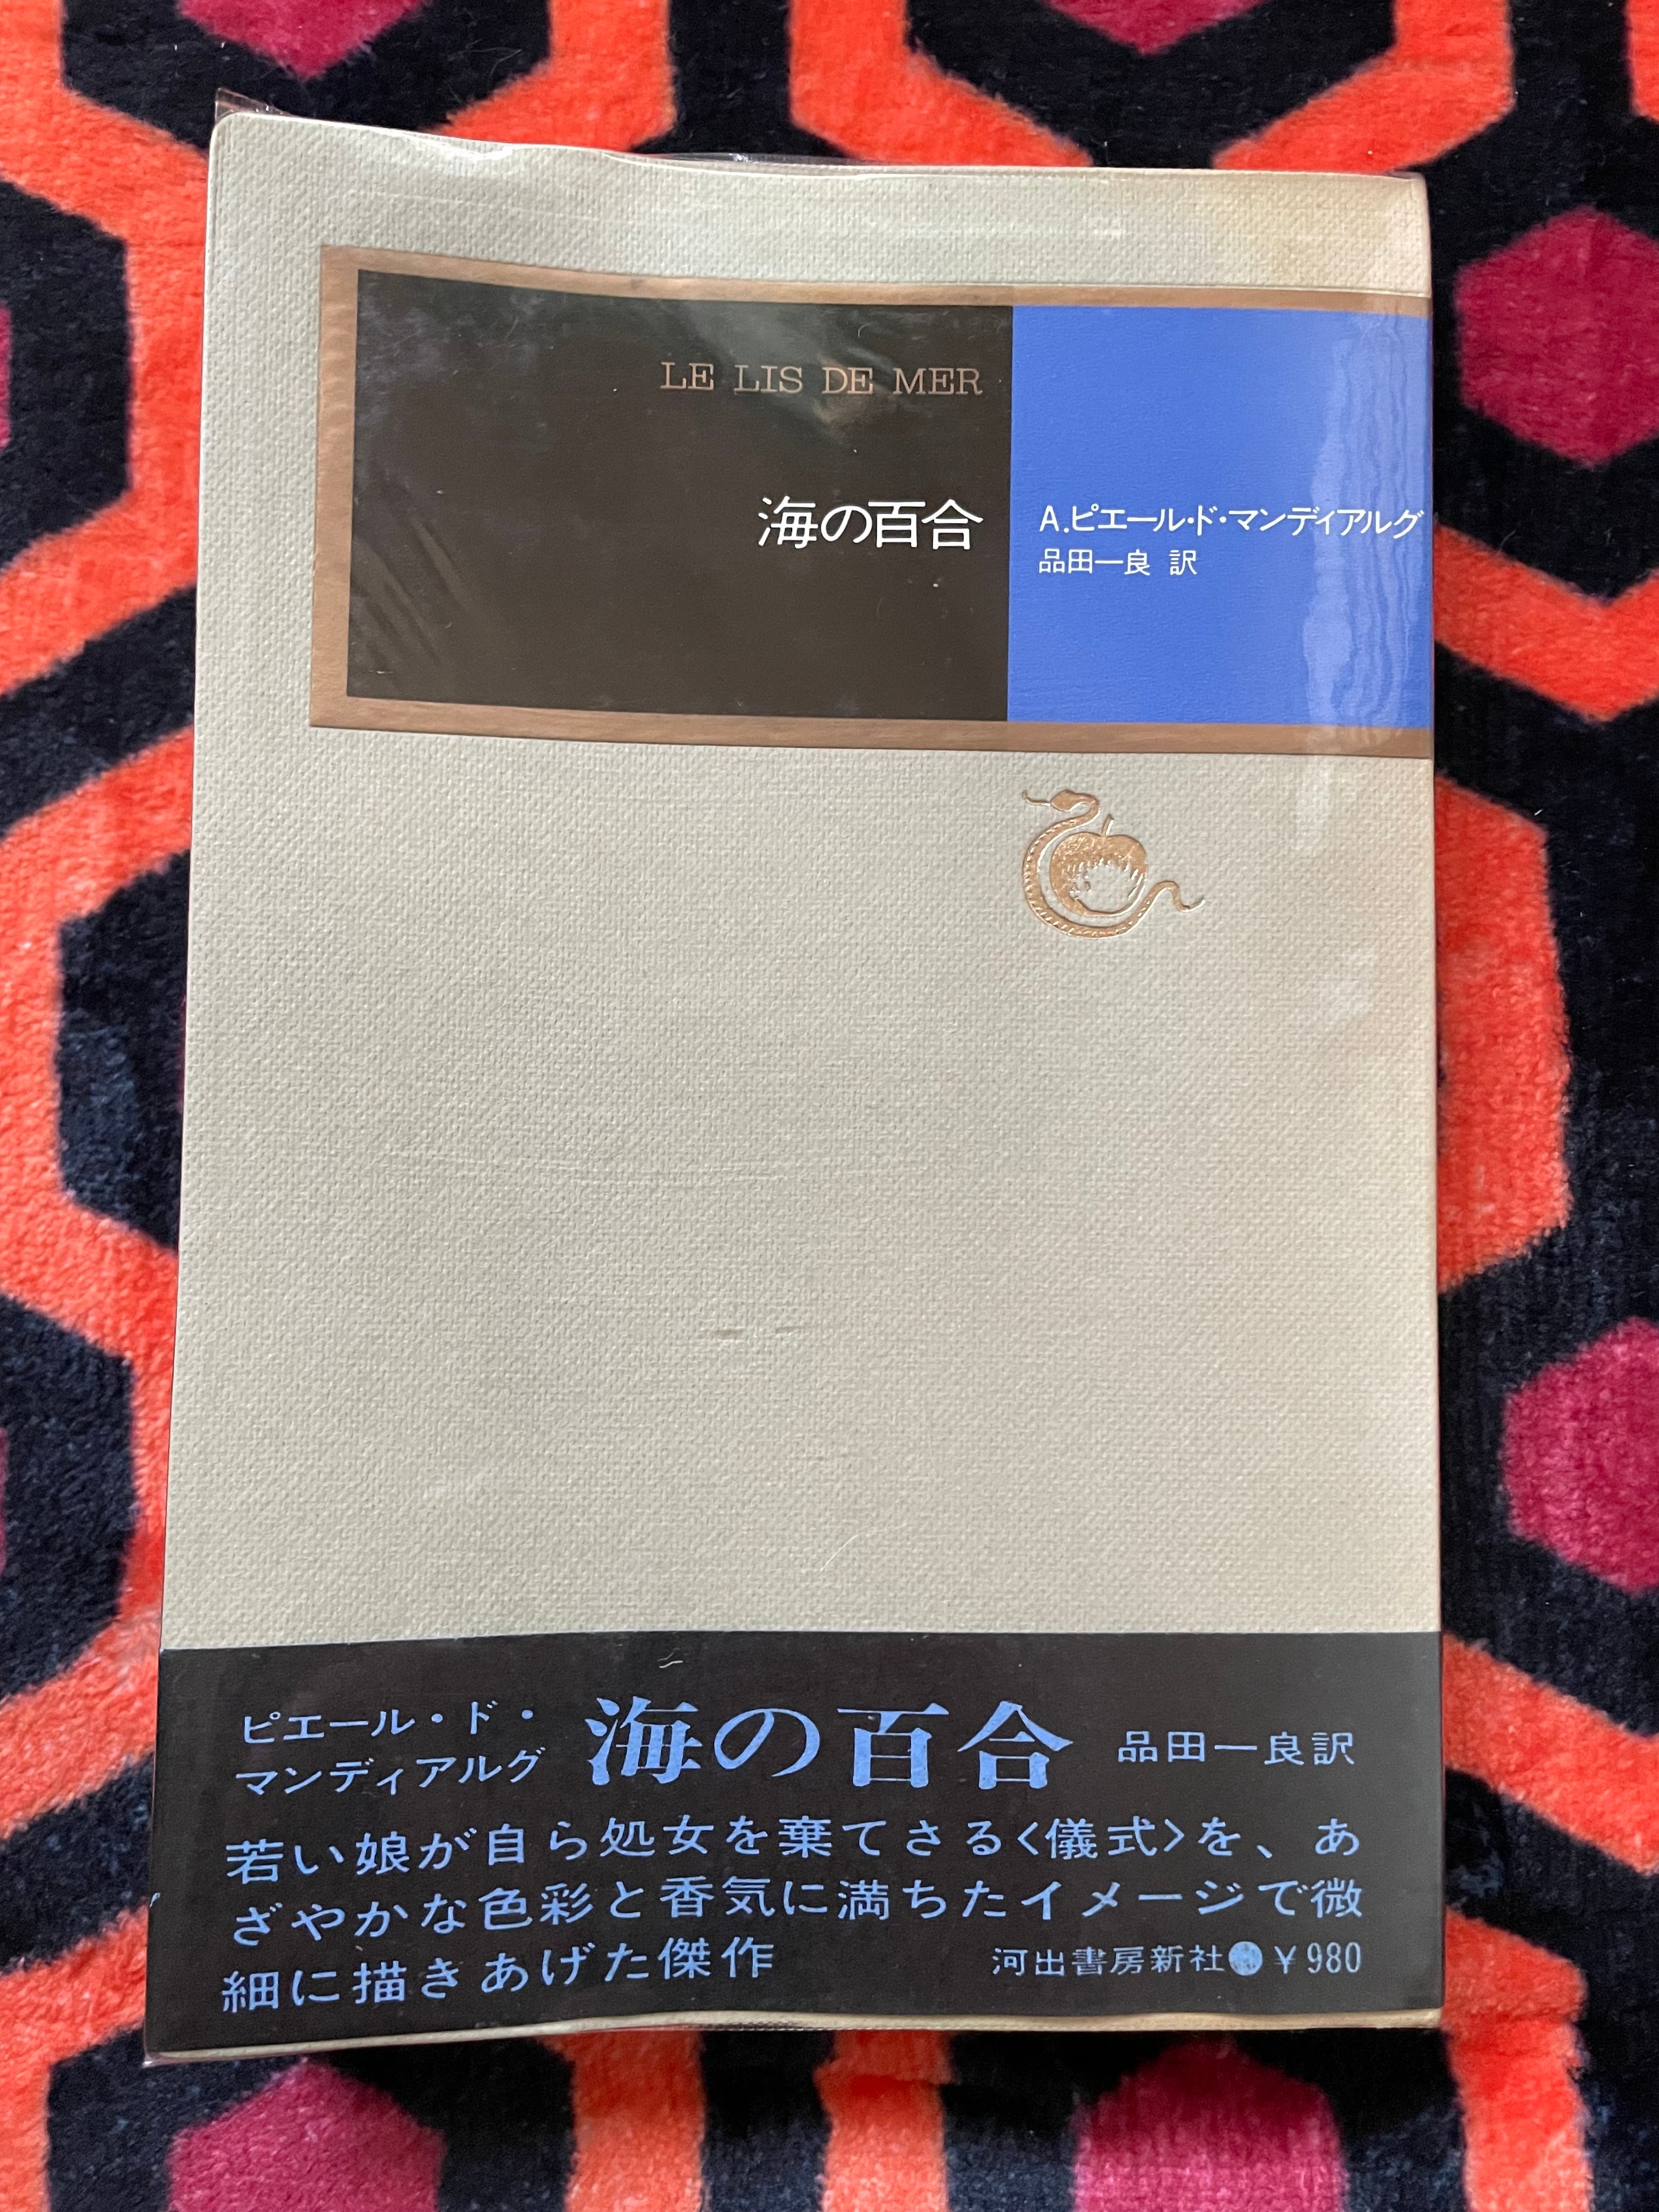 LE LIS DE MER
海の百合
A.ピエール・ド・マンディアルグ
品田一良 訳
ピエール・ド・
マンディアルグ
海の百合
品田一良訳
若い娘が自ら処女を棄てさる〈儀式〉を、あ
ざやかな色彩と香気に満ちたイメージで微
細に描きあげた傑作
河出書房新社●￥980